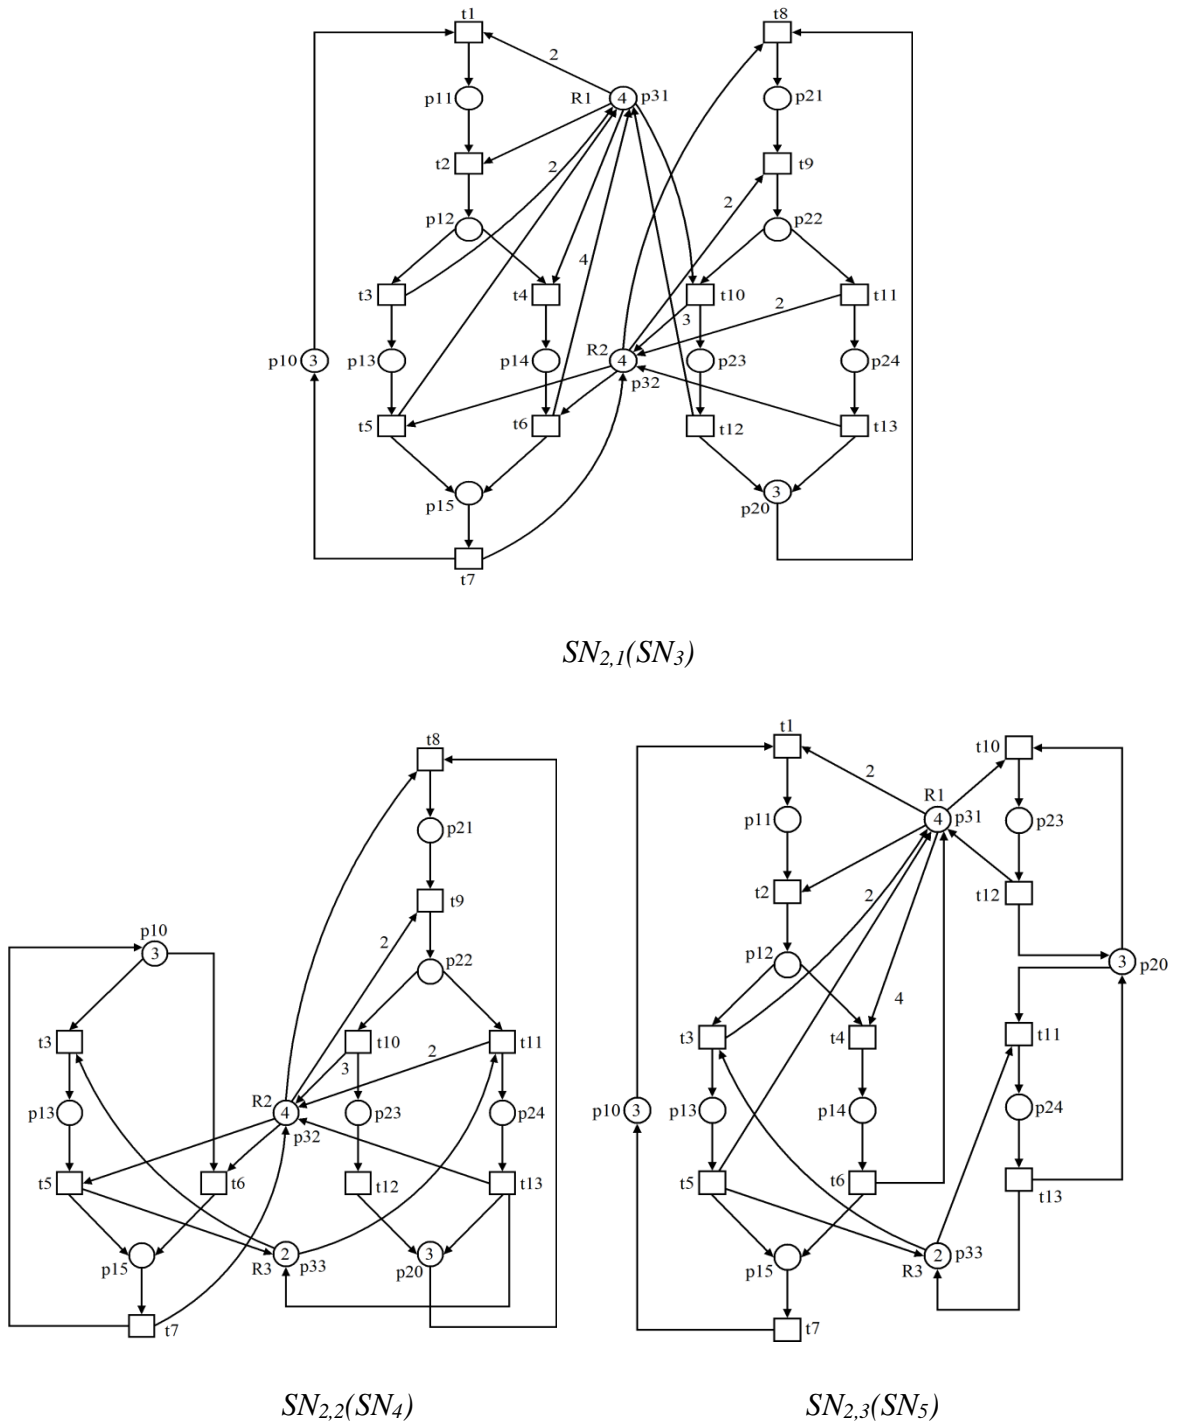 t1 t8
2
p11 R1 4 p31 p21
t2 2 t9
p12 2 p22
4
t3 t4 t10 2 t11
3
R2
p10 3 p13 p14 4 p23 p24
p32
t5 t6 t12 t13
p15 3
p20
t7
SN2,1(SN3)
t8
p21
t9
2
p10
3 p22
t3 t10 2 t11
3
R2
p13 4 p23 p24
p32
t5 t6 t12 t13
p15 R3 2 p33 p20 3
t7
SN2,2(SN4)
t1 t10
2
R1
p11 4 p31 p23
t2 2 t12
p12 3 p20
4
t3 t4 t11
p10 3 p13 p14 p24
t5 t6 t13
p15 R3 2 p33
t7
SN2,3(SN5)